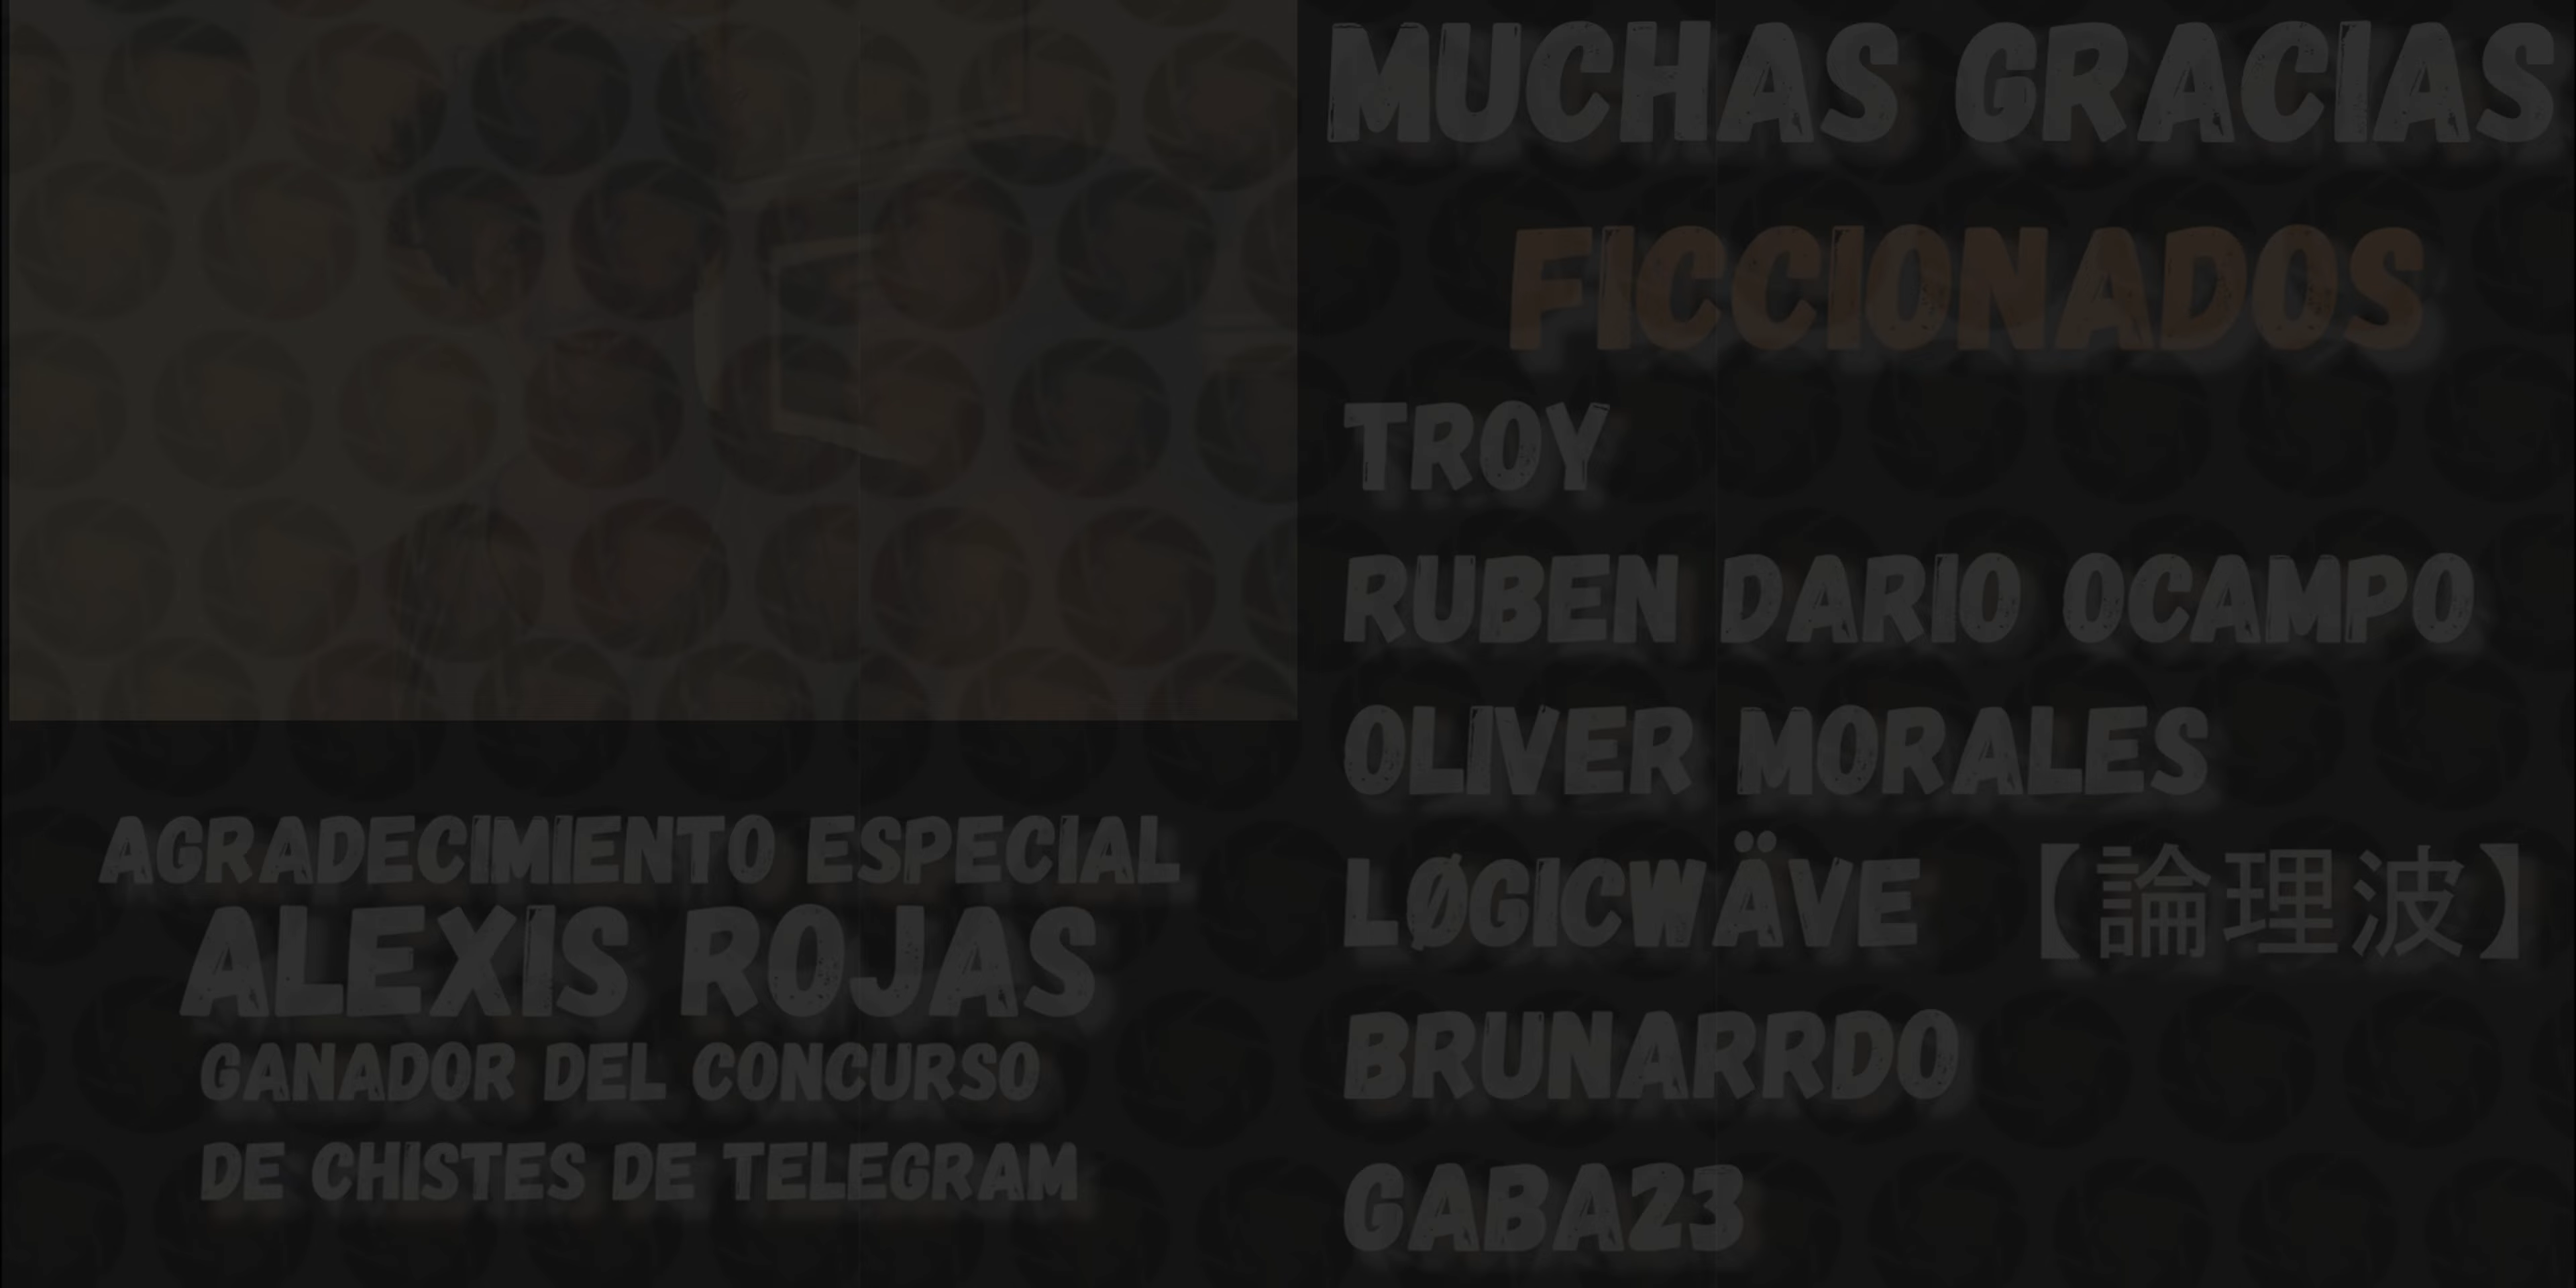 MUCHAS GRACIAS
FICCIONADOS
TROY
RUBEN DARIO OCAMPO
OLIVER MORALES
LØGICWÄVE 【論理波】
BRUNARRDO
GABA23
AGRADECIMIENTO ESPECIAL
ALEXIS ROJAS
GANADOR DEL CONCURSO
DE CHISTES DE TELEGRAM